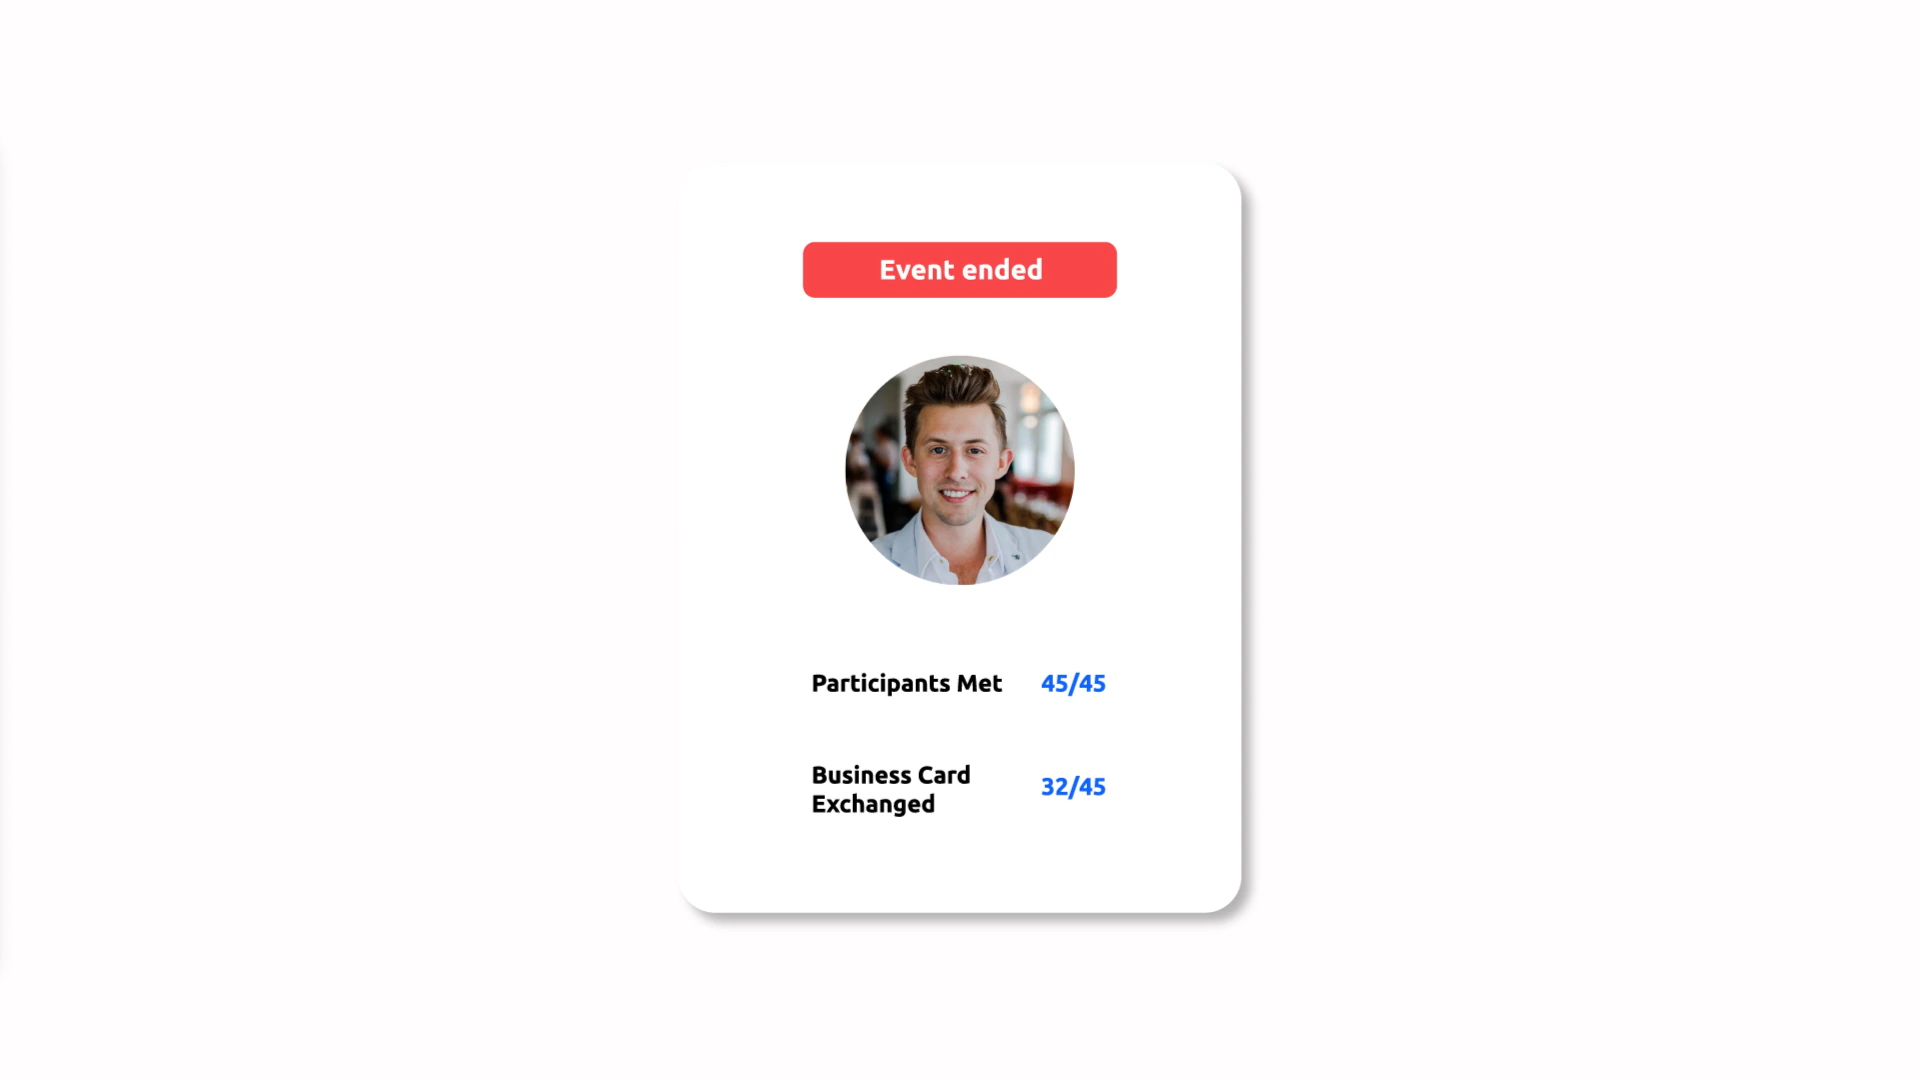 Event ended
Participants Met 45/45
Business Card
Exchanged
32/45